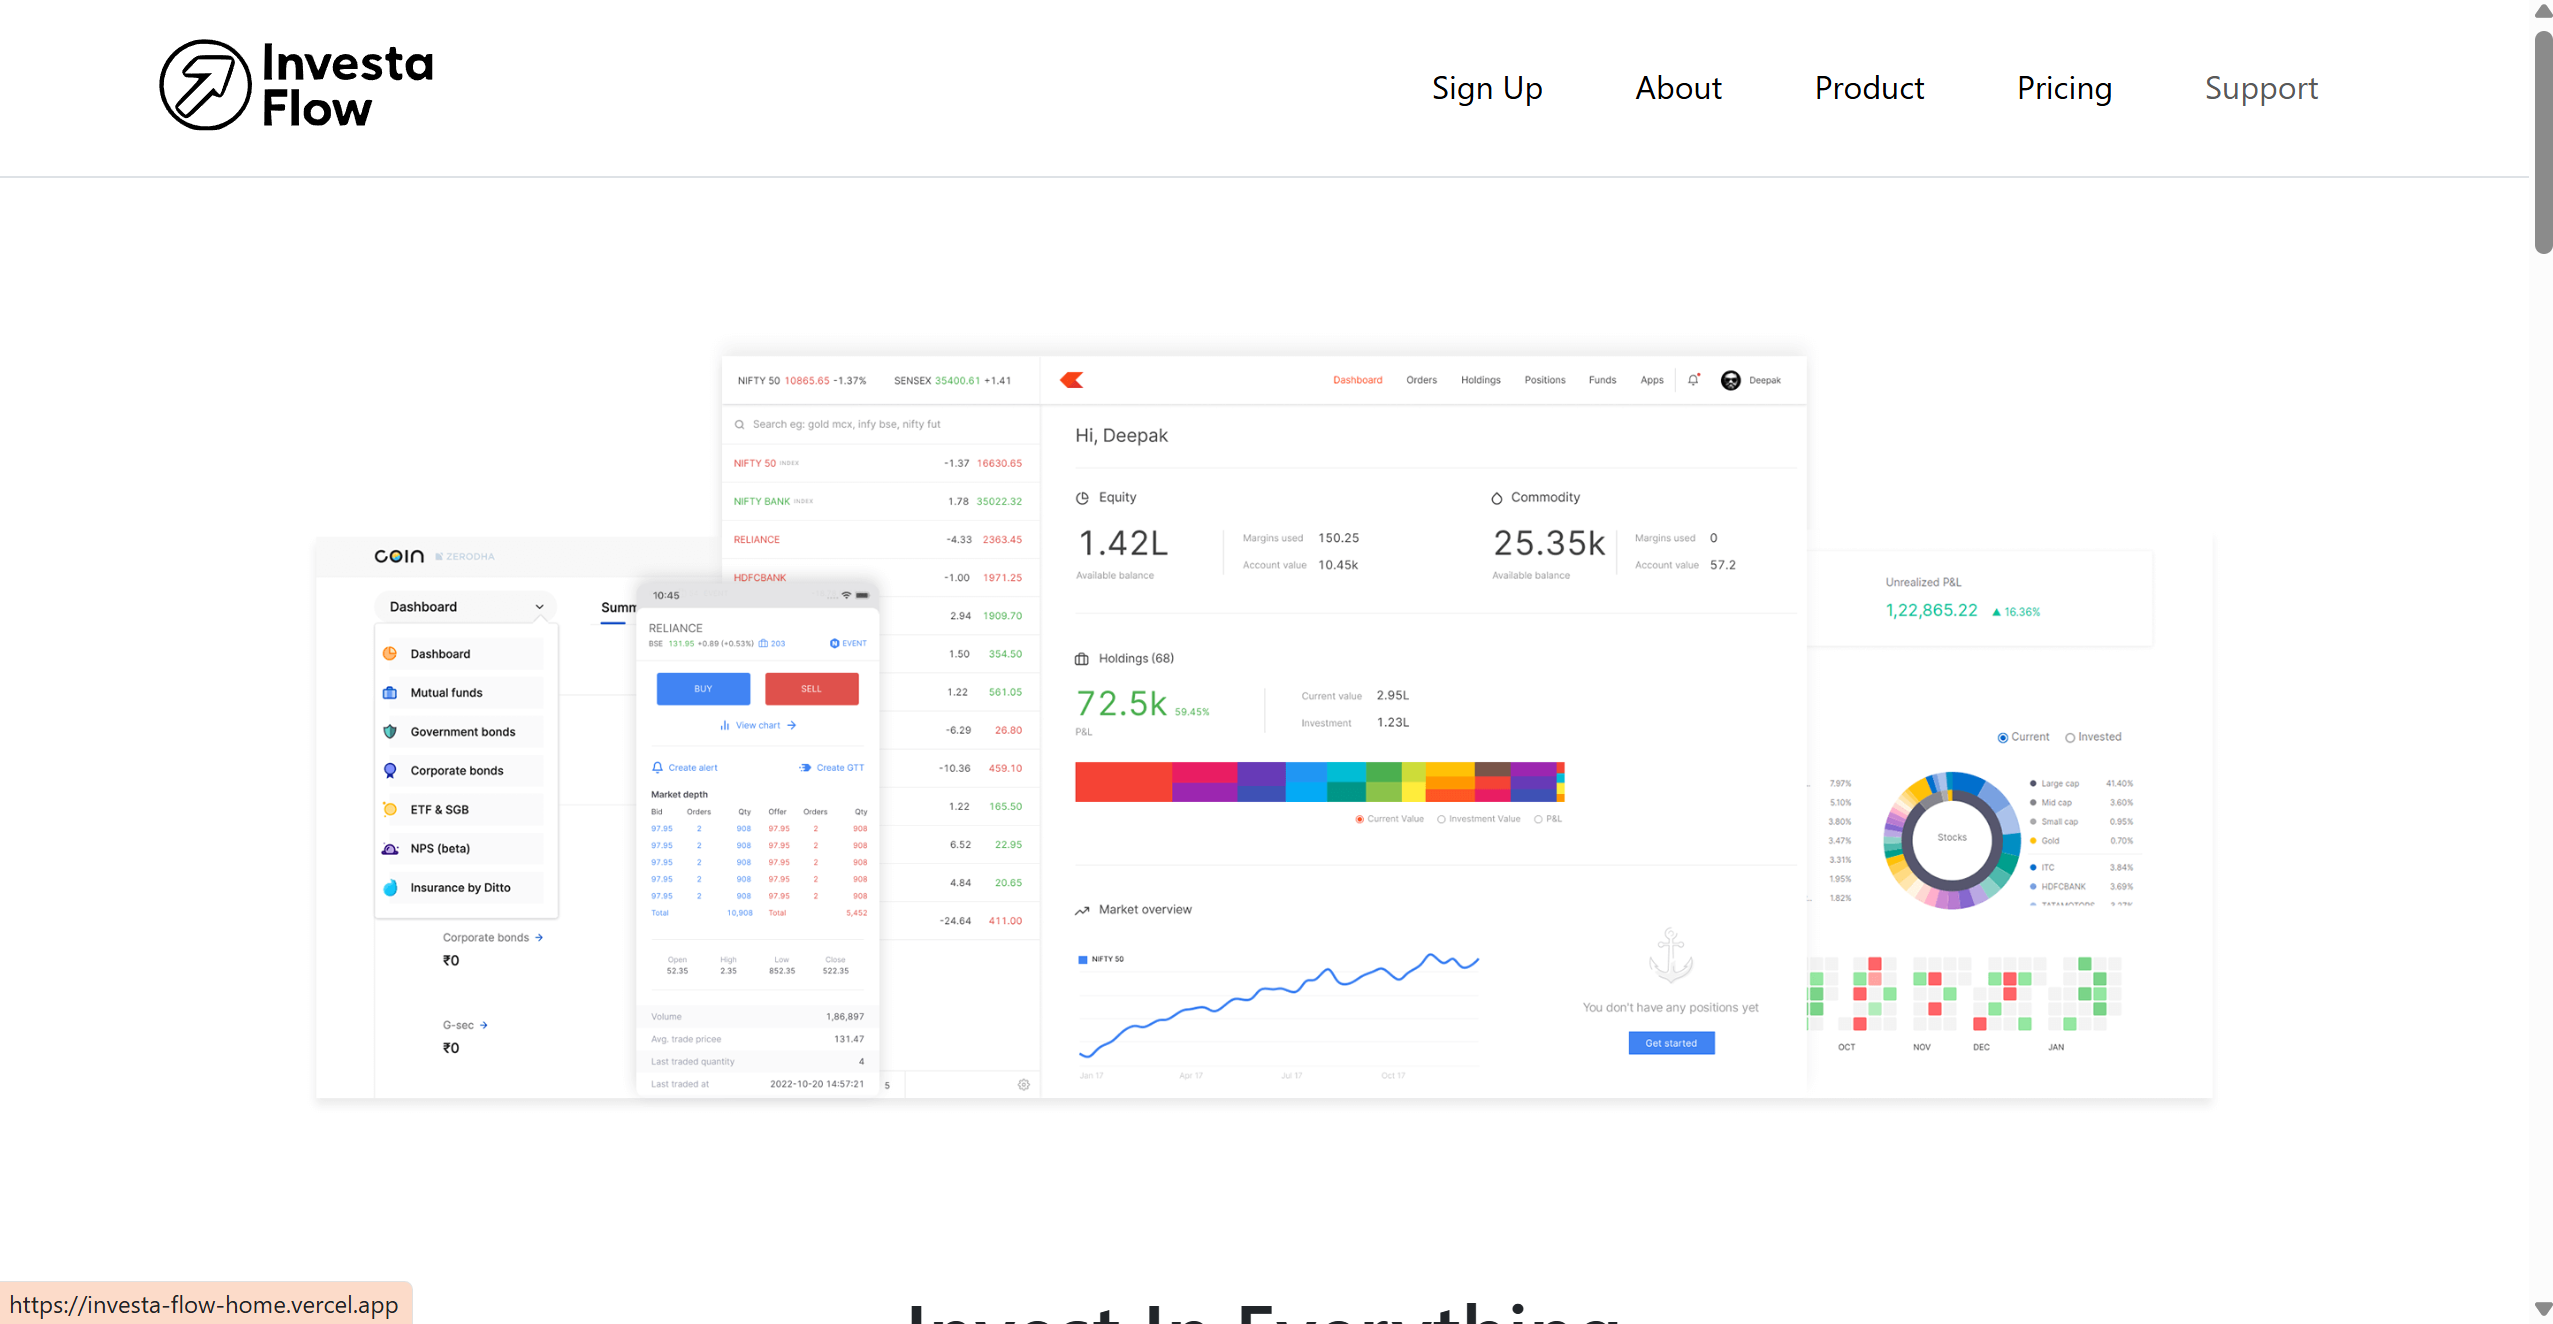 Investa
Flow
Sign Up
About
Product
Pricing
Support
NIFTY 50 10865.65 -1.37%
SENSEX 35400.61 +1.41
Dashboard
Orders
Holdings
Positions
Funds
Apps
Deepak
Search eg: gold mcx, infy bse, nifty fut
NIFTY 50 INDEX -1.37 16630.65
NIFTY BANK INDEX 1.78 35022.32
RELIANCE -4.33 2363.45
HDFCBANK -1.00 1971.25
2.94 1909.70
1.50 354.50
1.22 561.05
-6.29 26.80
-10.36 459.10
1.22 165.50
6.52 22.95
4.84 20.65
-24.64 411.00
5
Hi, Deepak
Equity
1.42L
Available balance
Margins used 150.25
Account value 10.45k
Commodity
25.35k
Available balance
Margins used 0
Account value 57.2
Holdings (68)
72.5k 59.45%
P&L
Current value 2.95L
Investment 1.23L
Current Value
Investment Value
P&L
Market overview
NIFTY 50
Jan 17
Apr 17
Jul 17
Oct 17
You don't have any positions yet
Get started
COIN ZERODHA
Dashboard
Dashboard
Mutual funds
Government bonds
Corporate bonds
ETF & SGB
NPS (beta)
Insurance by Ditto
Corporate bonds
₹0
G-sec
₹0
10:45
RELIANCE
BSE 131.95 +0.89 (+0.53%) 203
EVENT
BUY
SELL
View chart
Create alert
Create GTT
Market depth
Bid Orders Qty Offer Orders Qty
97.95 2 908 97.95 2 908
97.95 2 908 97.95 2 908
97.95 2 908 97.95 2 908
97.95 2 908 97.95 2 908
97.95 2 908 97.95 2 908
Total 10,908 Total 5,452
Open High Low Close
52.35 2.35 852.35 522.35
Volume 1,86,897
Avg. trade pricee 131.47
Last traded quantity 4
Last traded at 2022-10-20 14:57:21
Unrealized P&L
1,22,865.22 16.36%
Current
Invested
7.97%
5.10%
3.80%
3.47%
3.31%
1.95%
1.82%
Stocks
Large cap 41.40%
Mid cap 3.60%
Small cap 0.95%
Gold 0.70%
ITC 3.84%
HDFCBANK 3.69%
OCT
NOV
DEC
JAN
Invest In Everything
https://investa-flow-home.vercel.app